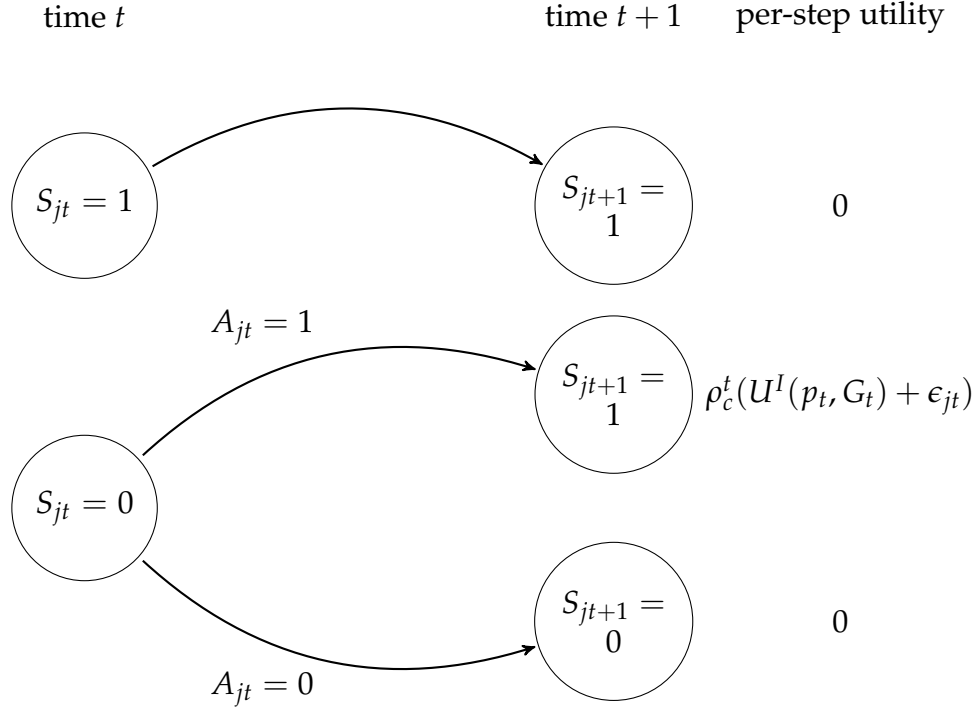 time t    time t + 1    per-step utility
S_{jt} = 1    S_{jt+1} =    0
1
A_{jt} = 1
S_{jt+1} =    ρ_c^t(U^I(p_t, G_t) + ϵ_{jt})
1
S_{jt} = 0
S_{jt+1} =    0
0
A_{jt} = 0